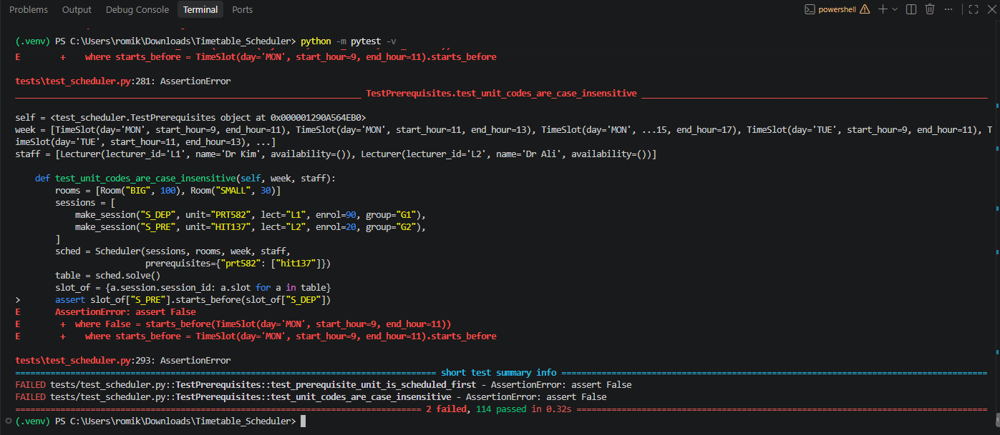 Problems Output Debug Console Terminal Ports powershell
(.venv) PS C:\Users\romik\Downloads\Timetable_Scheduler> python -m pytest -v
E + where starts_before = TimeSlot(day='MON', start_hour=9, end_hour=11).starts_before
tests\test_scheduler.py:281: AssertionError
TestPrerequisites.test_unit_codes_are_case_insensitive
self = <test_scheduler.TestPrerequisites object at 0x000001290A564EB0>
week = [TimeSlot(day='MON', start_hour=9, end_hour=11), TimeSlot(day='MON', start_hour=11, end_hour=13), TimeSlot(day='MON', ...15, end_hour=17), TimeSlot(day='TUE', start_hour=9, end_hour=11), T
imeSlot(day='TUE', start_hour=11, end_hour=13), ...]
staff = [Lecturer(lecturer_id='L1', name='Dr Kim', availability=()), Lecturer(lecturer_id='L2', name='Dr Ali', availability=())]
def test_unit_codes_are_case_insensitive(self, week, staff):
rooms = [Room("BIG", 100), Room("SMALL", 30)]
sessions = [
make_session("S_DEP", unit="PRT582", lect="L1", enrol=90, group="G1"),
make_session("S_PRE", unit="HIT137", lect="L2", enrol=20, group="G2"),
]
sched = Scheduler(sessions, rooms, week, staff,
prerequisites={"prt582": ["hit137"]})
table = sched.solve()
slot_of = {a.session.session_id: a.slot for a in table}
> assert slot_of["S_PRE"].starts_before(slot_of["S_DEP"])
E AssertionError: assert False
E + where False = starts_before(TimeSlot(day='MON', start_hour=9, end_hour=11))
E + where starts_before = TimeSlot(day='MON', start_hour=9, end_hour=11).starts_before
tests\test_scheduler.py:293: AssertionError
short test summary info
FAILED tests/test_scheduler.py::TestPrerequisites::test_prerequisite_unit_is_scheduled_first - AssertionError: assert False
FAILED tests/test_scheduler.py::TestPrerequisites::test_unit_codes_are_case_insensitive - AssertionError: assert False
2 failed, 114 passed in 0.32s
(.venv) PS C:\Users\romik\Downloads\Timetable_Scheduler>